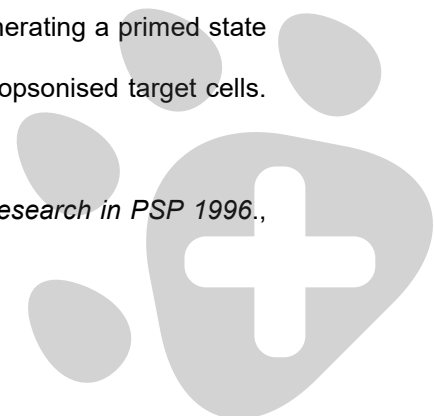 nerating a primed state
opsonised target cells.
esearch in PSP 1996.,